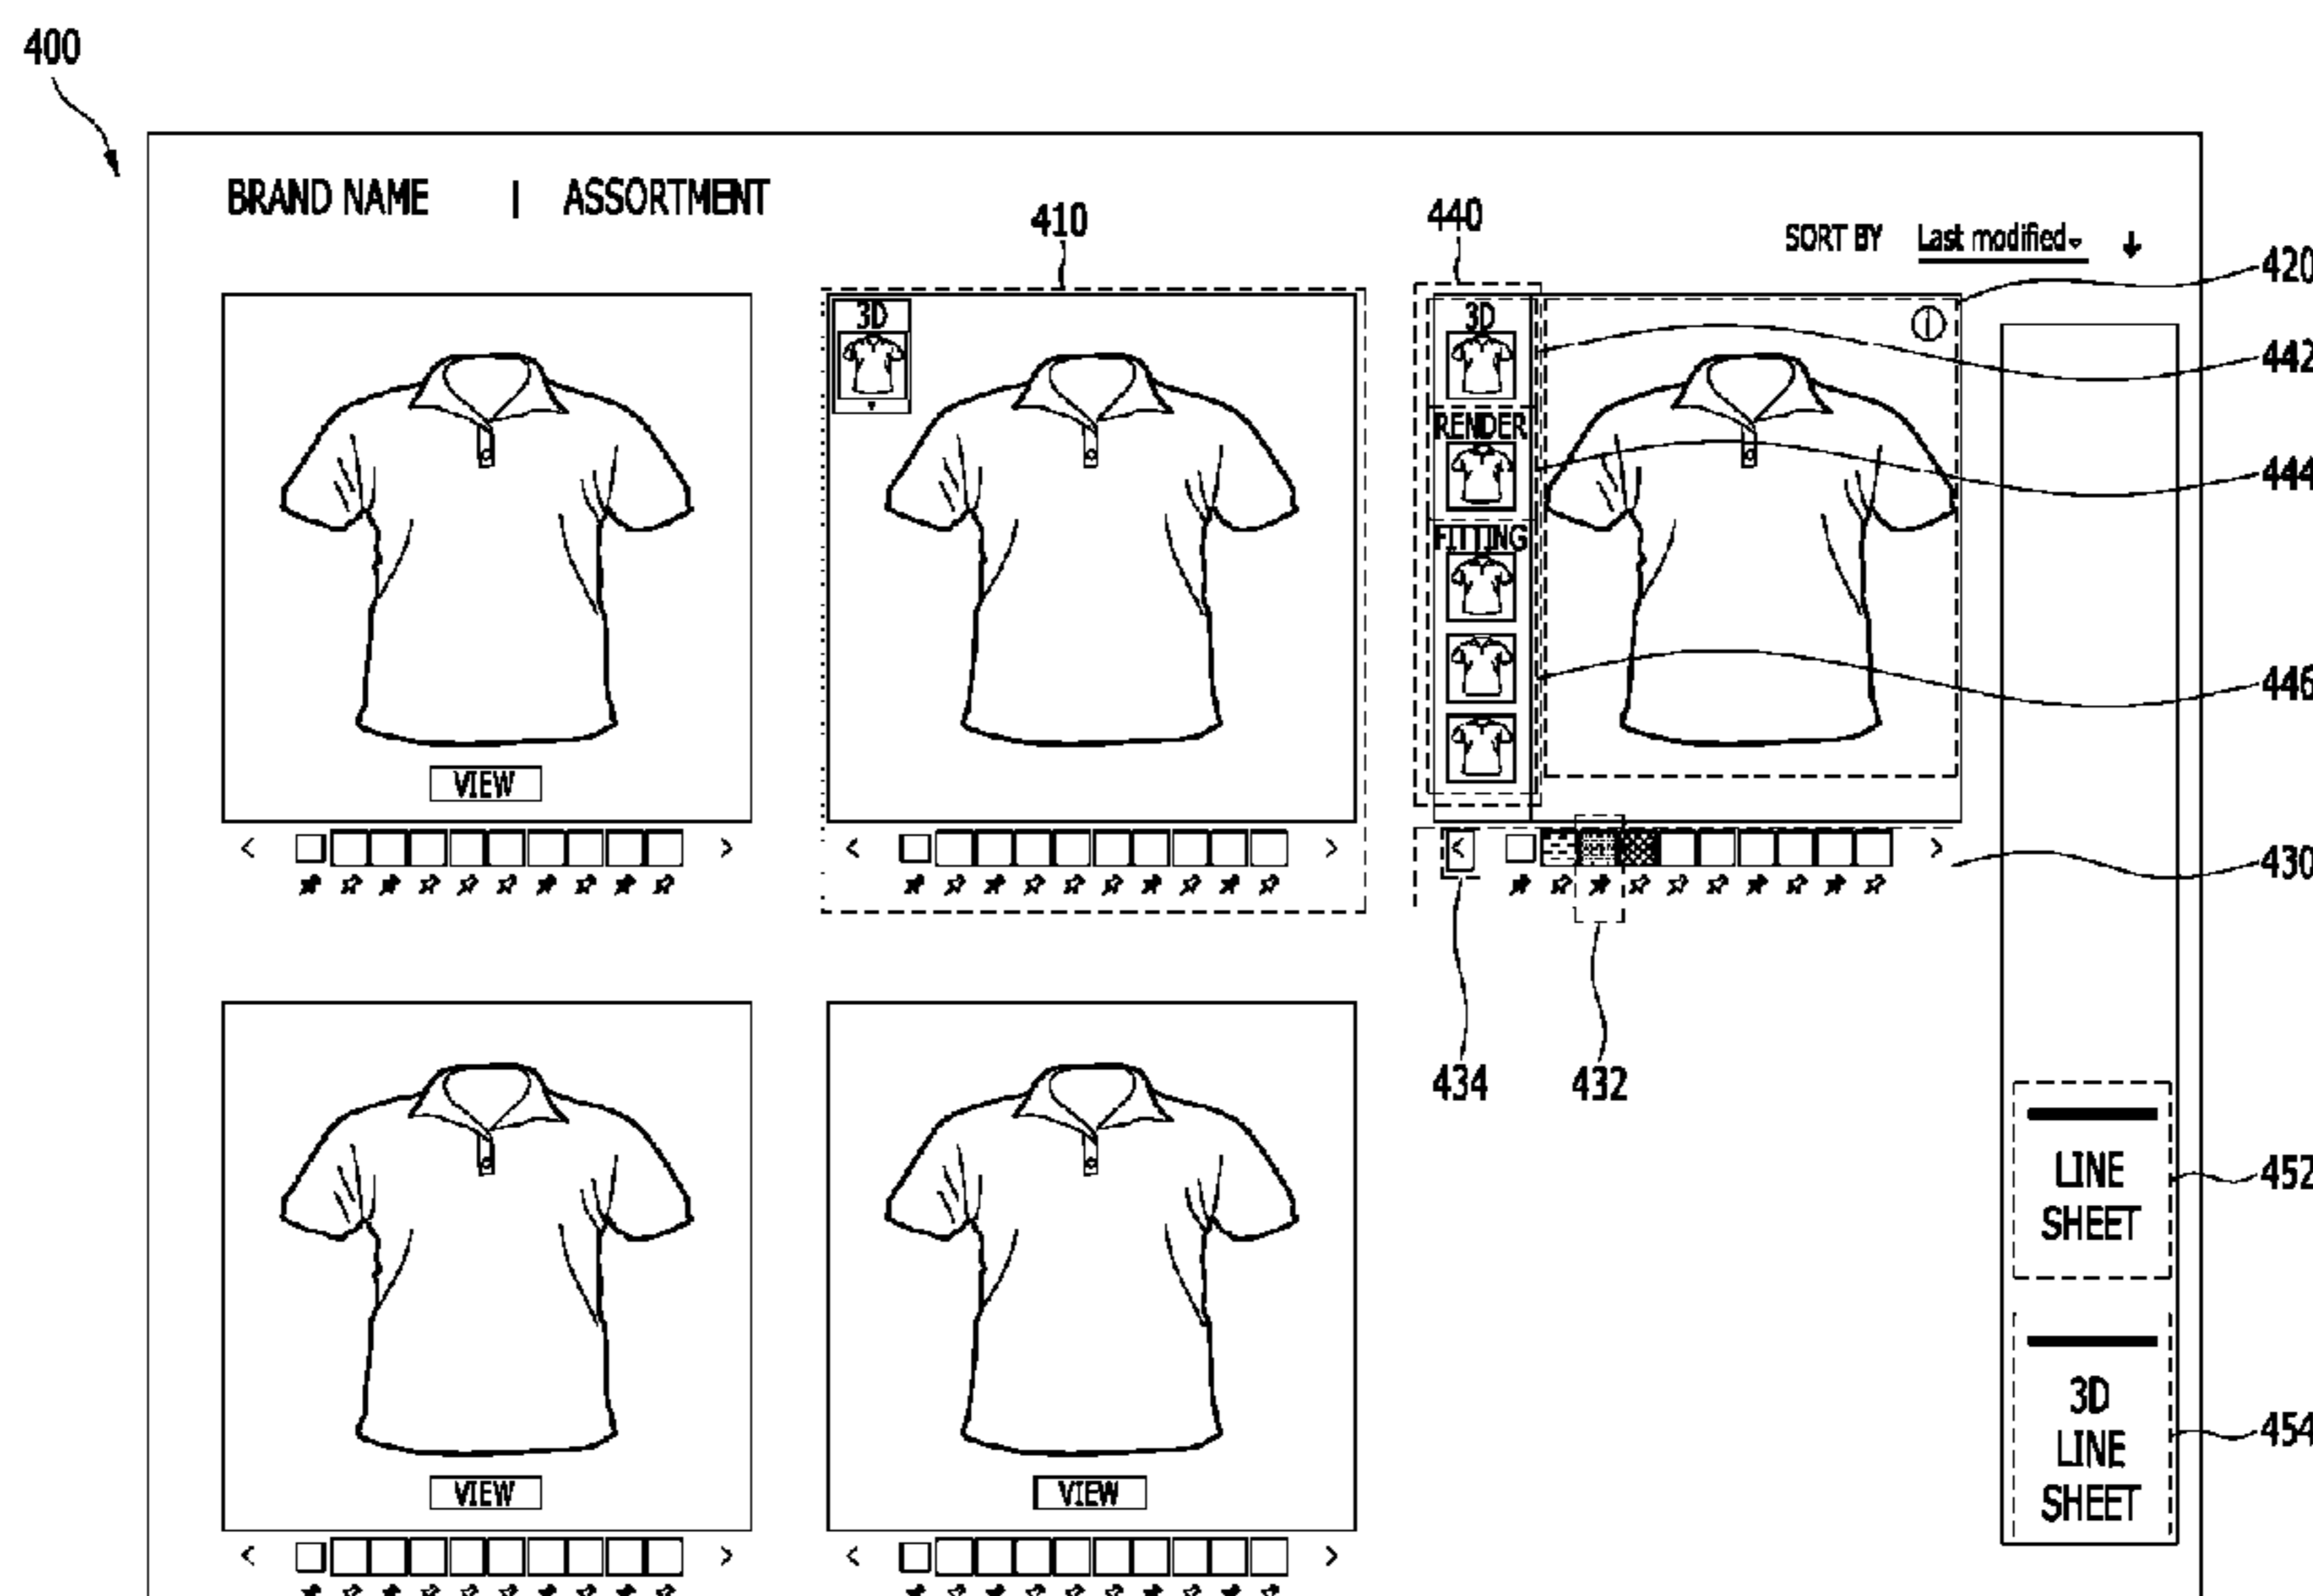 400
BRAND NAME | ASSORTMENT
410
440
SORT BY Last modified
420
3D
3D
442
RENDER
444
FITTING
446
VIEW
< >
< >
< >
430
434
432
452
LINE
SHEET
454
3D
LINE
SHEET
VIEW
VIEW
< >
< >